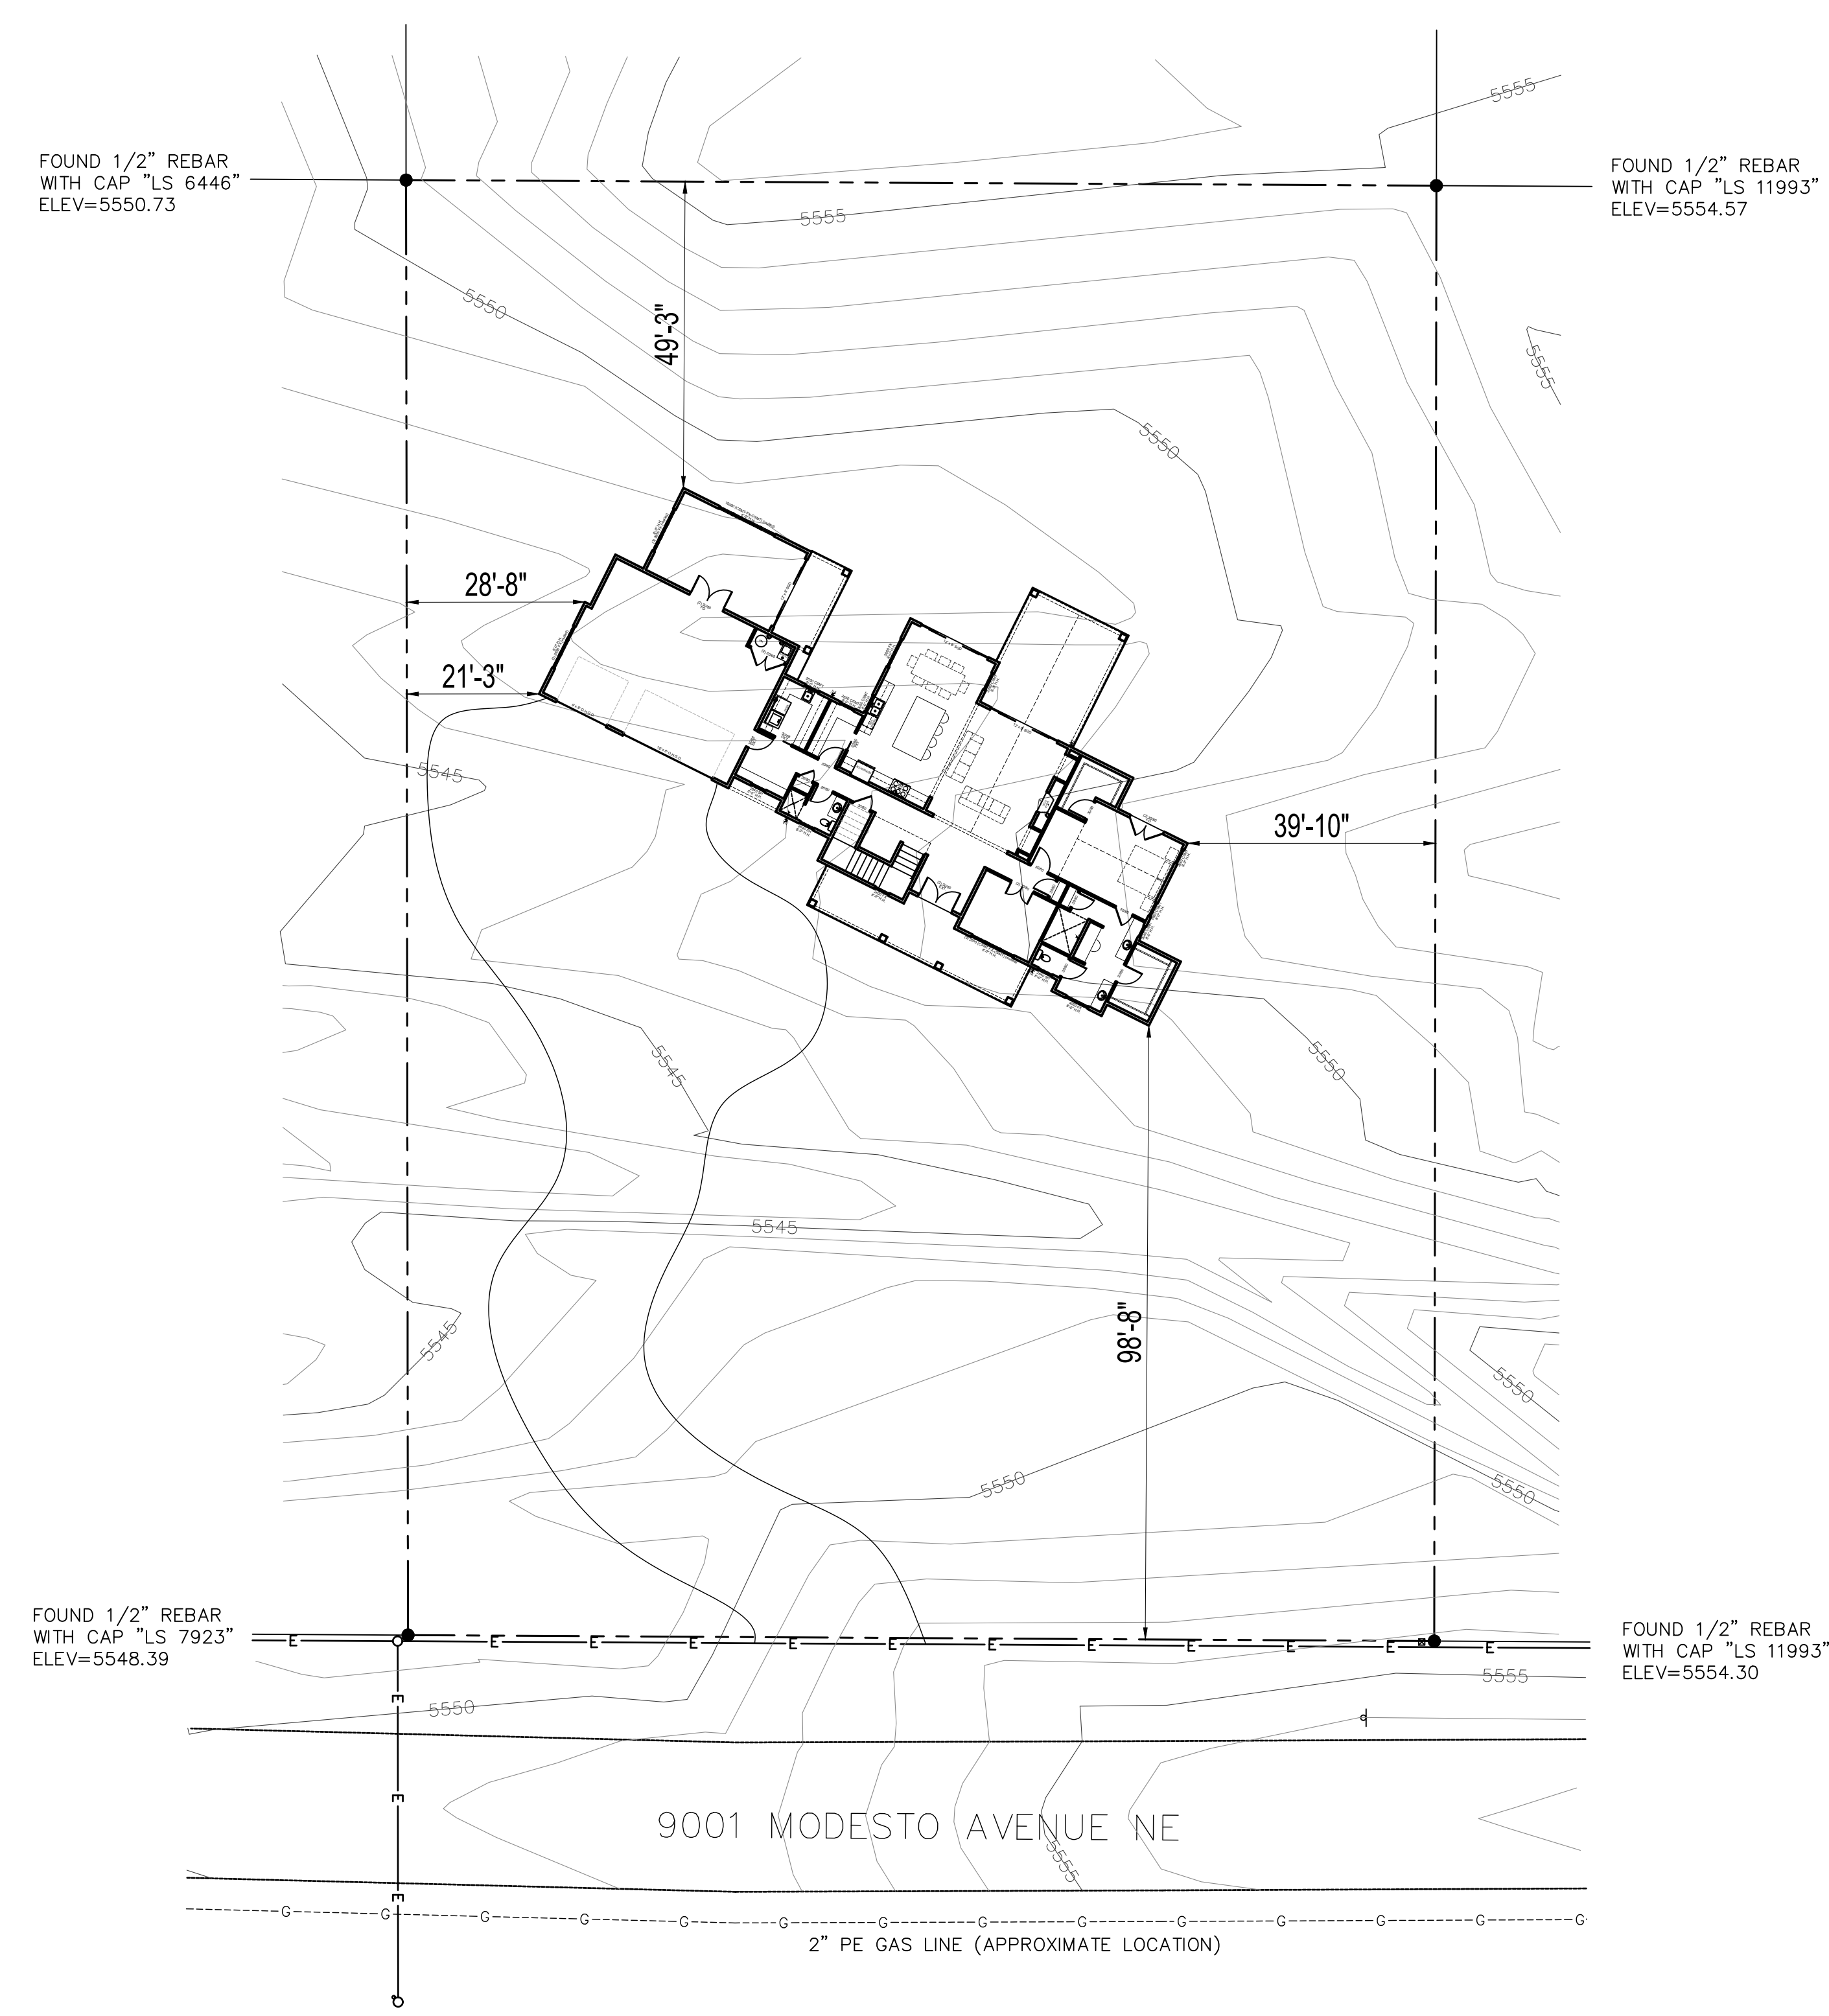 5555
FOUND 1/2" REBAR
WITH CAP "LS 6446"
ELEV=5550.73
FOUND 1/2" REBAR
WITH CAP "LS 11993"
ELEV=5554.57
5555
5550
49'-3"
5555
5550
28'-8"
21'-3"
5545
39'-10"
5545
5550
5545
98'-8"
5545
5550
5550
5550
FOUND 1/2" REBAR
WITH CAP "LS 7923"
ELEV=5548.39
FOUND 1/2" REBAR
WITH CAP "LS 11993"
ELEV=5554.30
E E E E E E E E E E E E
5555
E
5550
E
9001 MODESTO AVENUE NE
5555
E
G G G G G G G G G G G G G G
2" PE GAS LINE (APPROXIMATE LOCATION)